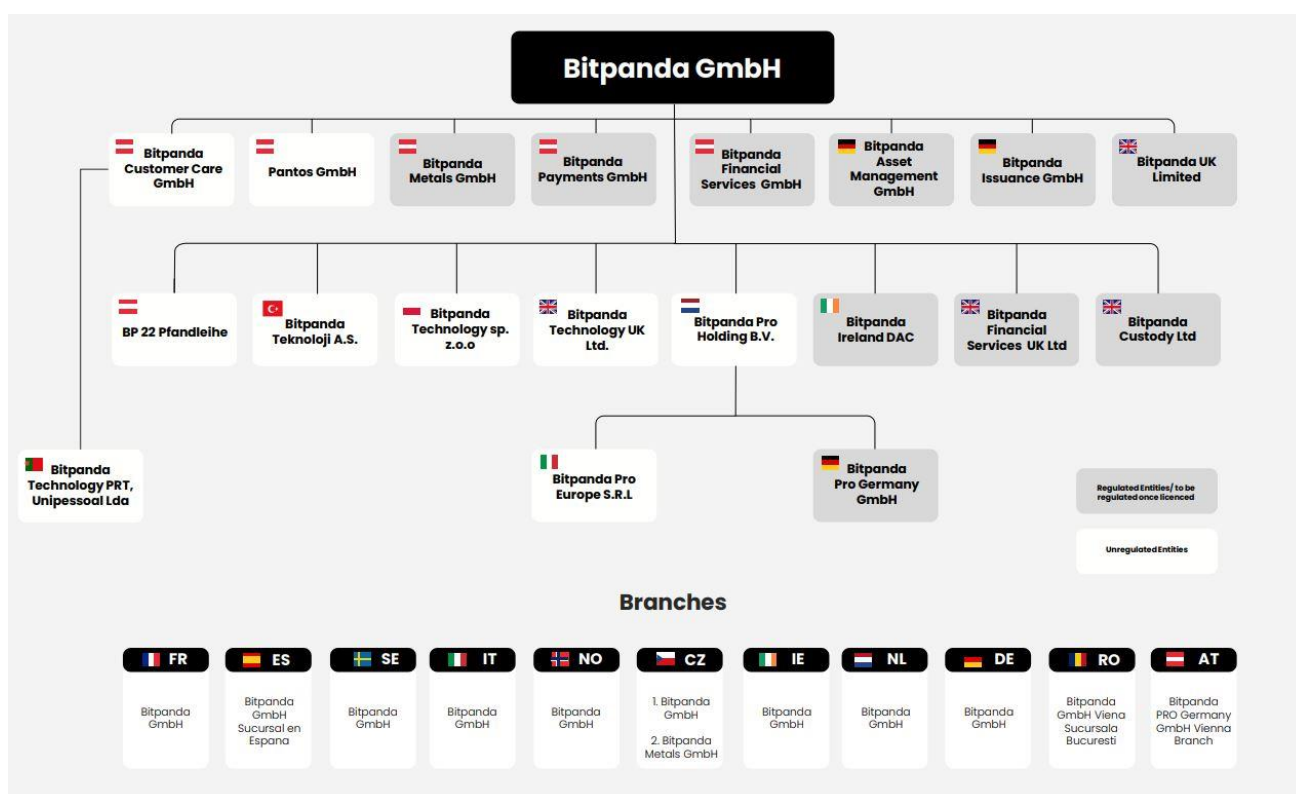 Bitpanda GmbH
Bitpanda
Customer Care
GmbH
Pantos GmbH
Bitpanda
Metals GmbH
Bitpanda
Payments GmbH
Bitpanda
Financial
Services GmbH
Bitpanda
Asset
Management
GmbH
Bitpanda
Issuance GmbH
Bitpanda UK
Limited
BP 22 Pfandleihe
Bitpanda
Teknoloji A.S.
Bitpanda
Technology sp.
z.o.o
Bitpanda
Technology UK
Ltd.
Bitpanda Pro
Holding B.V.
Bitpanda
Ireland DAC
Bitpanda
Financial
Services UK Ltd
Bitpanda
Custody Ltd
Bitpanda
Technology PRT,
Unipessoal Lda
Bitpanda Pro
Europe S.R.L
Bitpanda
Pro Germany
GmbH
Regulated Entities/ to be
regulated once licenced
Unregulated Entities
Branches
FR
Bitpanda
GmbH
ES
Bitpanda
GmbH
Sucursal en
Espana
SE
Bitpanda
GmbH
IT
Bitpanda
GmbH
NO
Bitpanda
GmbH
CZ
1. Bitpanda
GmbH
2. Bitpanda
Metals GmbH
IE
Bitpanda
GmbH
NL
Bitpanda
GmbH
DE
Bitpanda
GmbH
RO
Bitpanda
GmbH Viena
Sucursala
Bucuresti
AT
Bitpanda
PRO Germany
GmbH Vienna
Branch